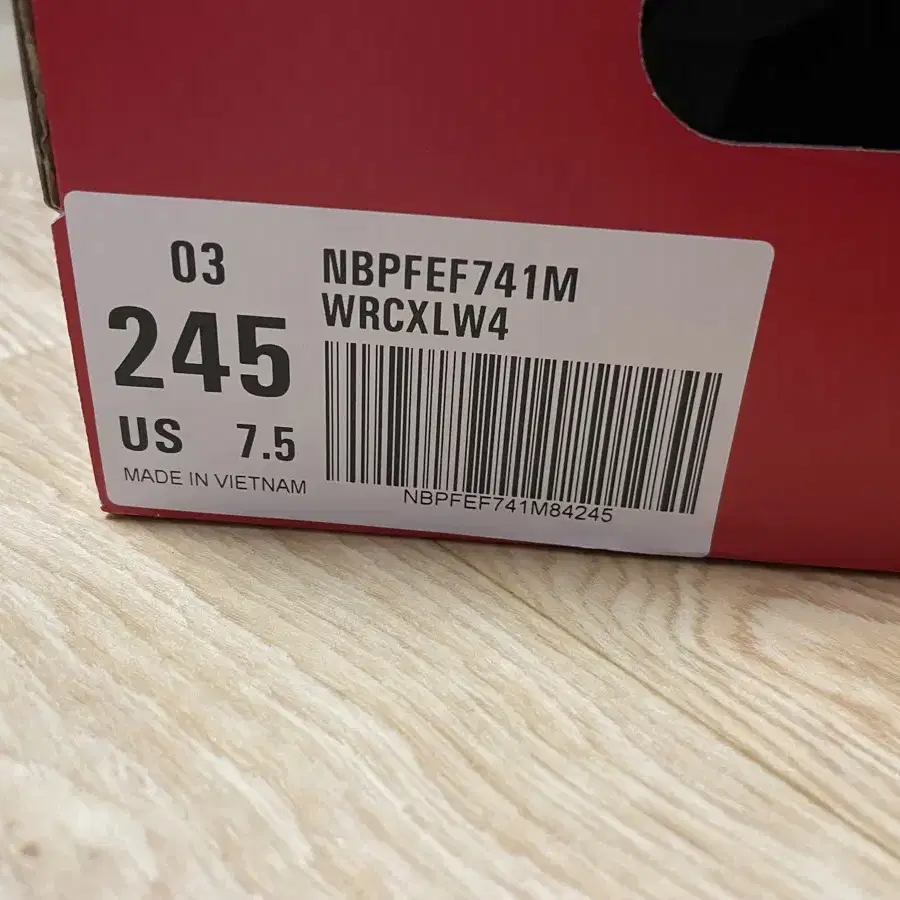 03
245
US 7.5
MADE IN VIETNAM
NBPFEF741M
WRCXLW4
NBPFEF741M84245